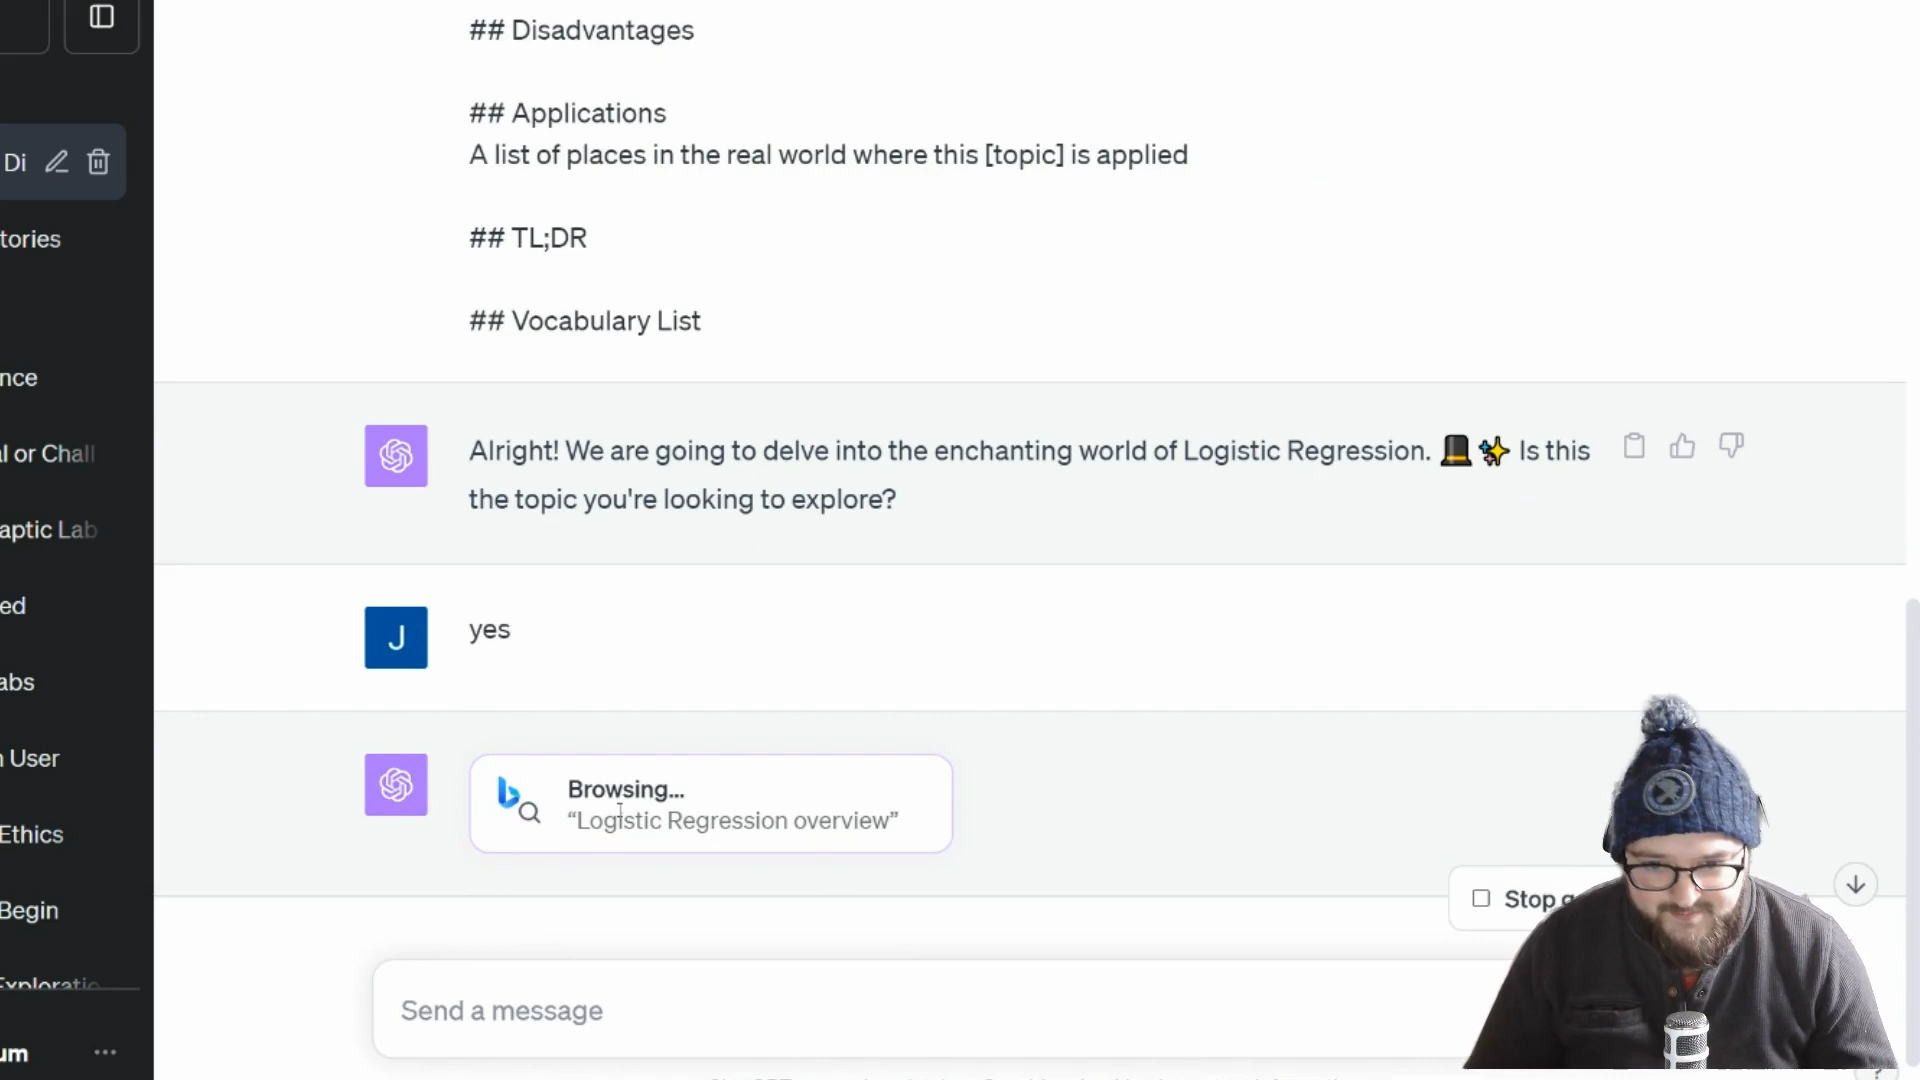 ## Disadvantages
## Applications
A list of places in the real world where this [topic] is applied
## TL;DR
## Vocabulary List
Di
tories
nce
l or Chall
aptic Lab
ed
abs
User
Ethics
Begin
Exploratio
um
Alright! We are going to delve into the enchanting world of Logistic Regression. 🎩✨ Is this
the topic you're looking to explore?
J
yes
Browsing...
“Logistic Regression overview”
Stop
Send a message